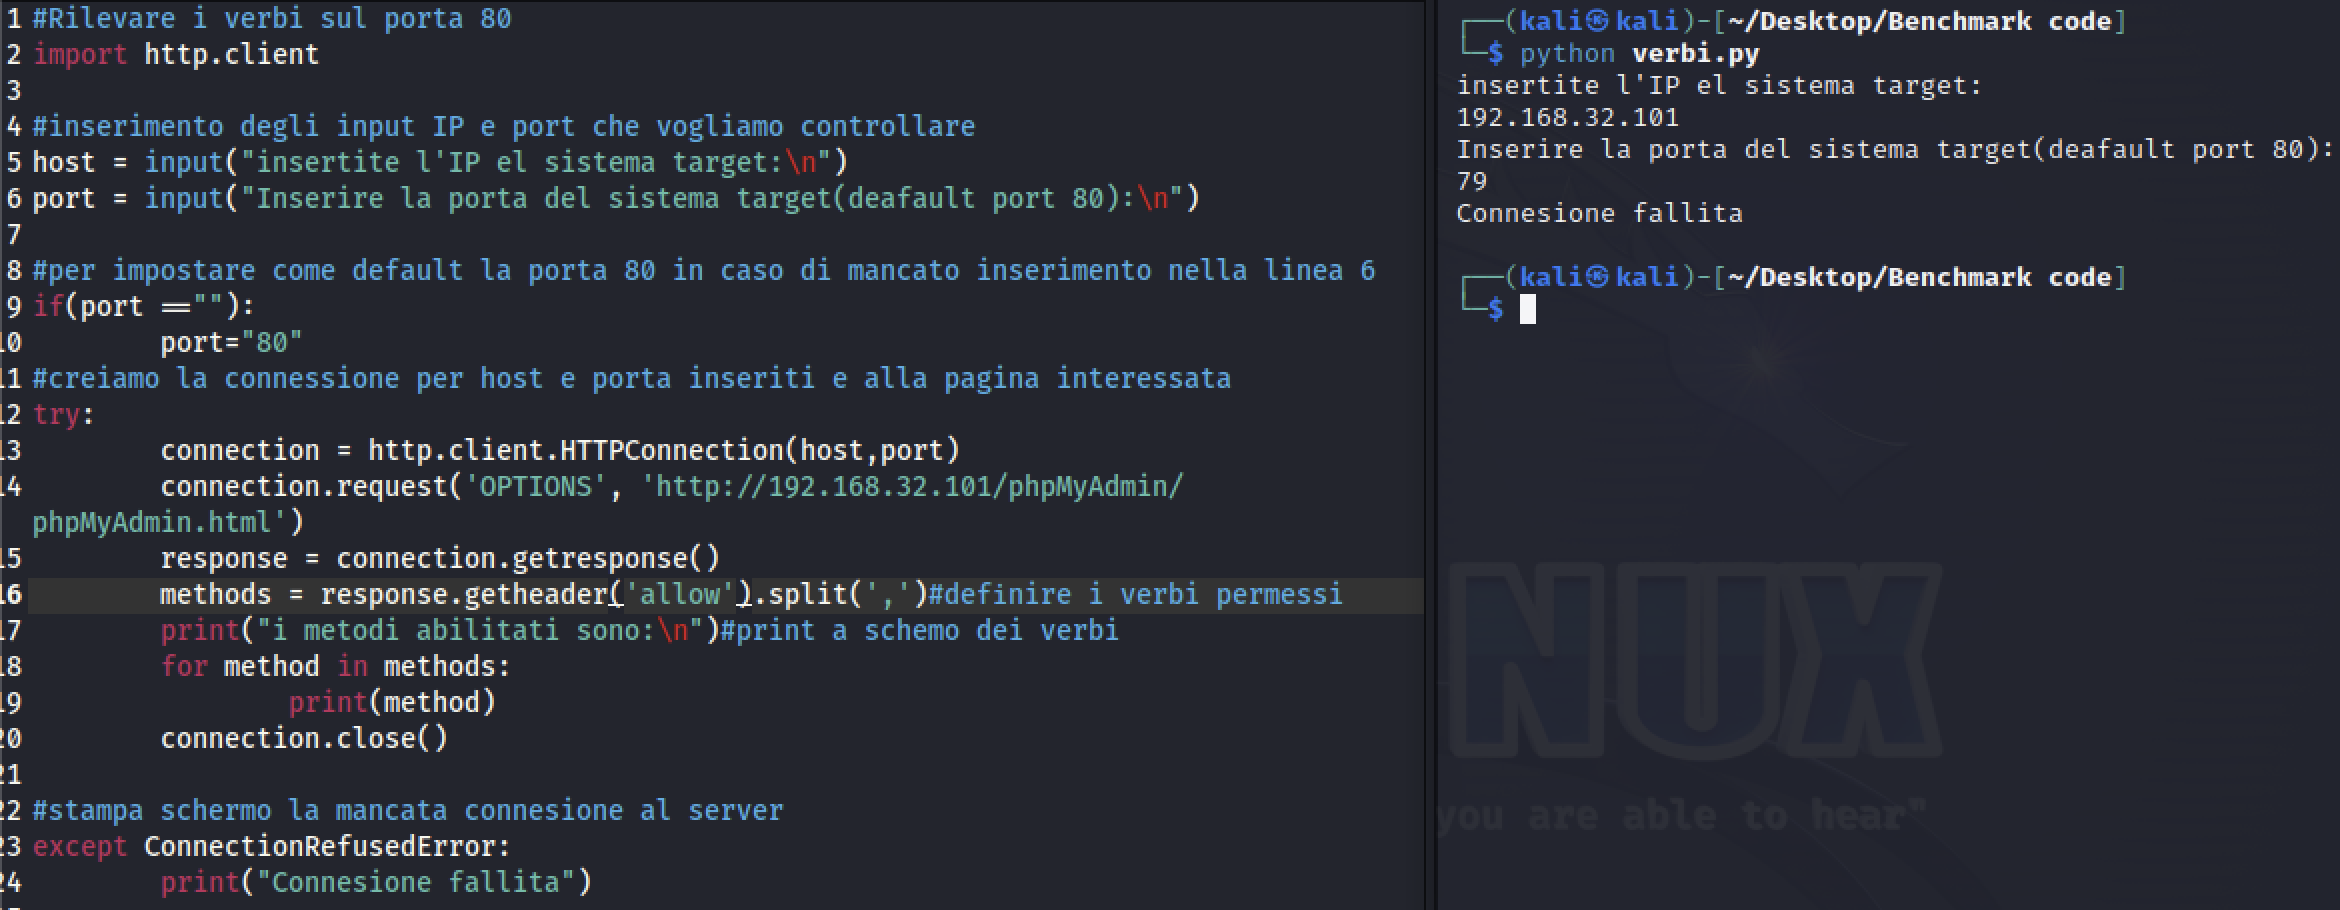 1 #Rilevare i verbi sul porta 80
2 import http.client
3
4 #inserimento degli input IP e port che vogliamo controllare
5 host = input("insertite l'IP el sistema target:\n")
6 port = input("Inserire la porta del sistema target(deafault port 80):\n")
7
8 #per impostare come default la porta 80 in caso di mancato inserimento nella linea 6
9 if(port ==""):
10 port="80"
11 #creiamo la connessione per host e porta inseriti e alla pagina interessata
12 try:
13 connection = http.client.HTTPConnection(host,port)
14 connection.request('OPTIONS', 'http://192.168.32.101/phpMyAdmin/
phpMyAdmin.html')
15 response = connection.getresponse()
16 methods = response.getheader('allow').split(',')#definire i verbi permessi
17 print("i metodi abilitati sono:\n")#print a schemo dei verbi
18 for method in methods:
19 print(method)
20 connection.close()
21
22 #stampa schermo la mancata connesione al server
23 except ConnectionRefusedError:
24 print("Connesione fallita")
┌──(kali㉿kali)-[~/Desktop/Benchmark code]
└─$ python verbi.py
insertite l'IP el sistema target:
192.168.32.101
Inserire la porta del sistema target(deafault port 80):
79
Connesione fallita
┌──(kali㉿kali)-[~/Desktop/Benchmark code]
└─$
NUX
you are able to hear"